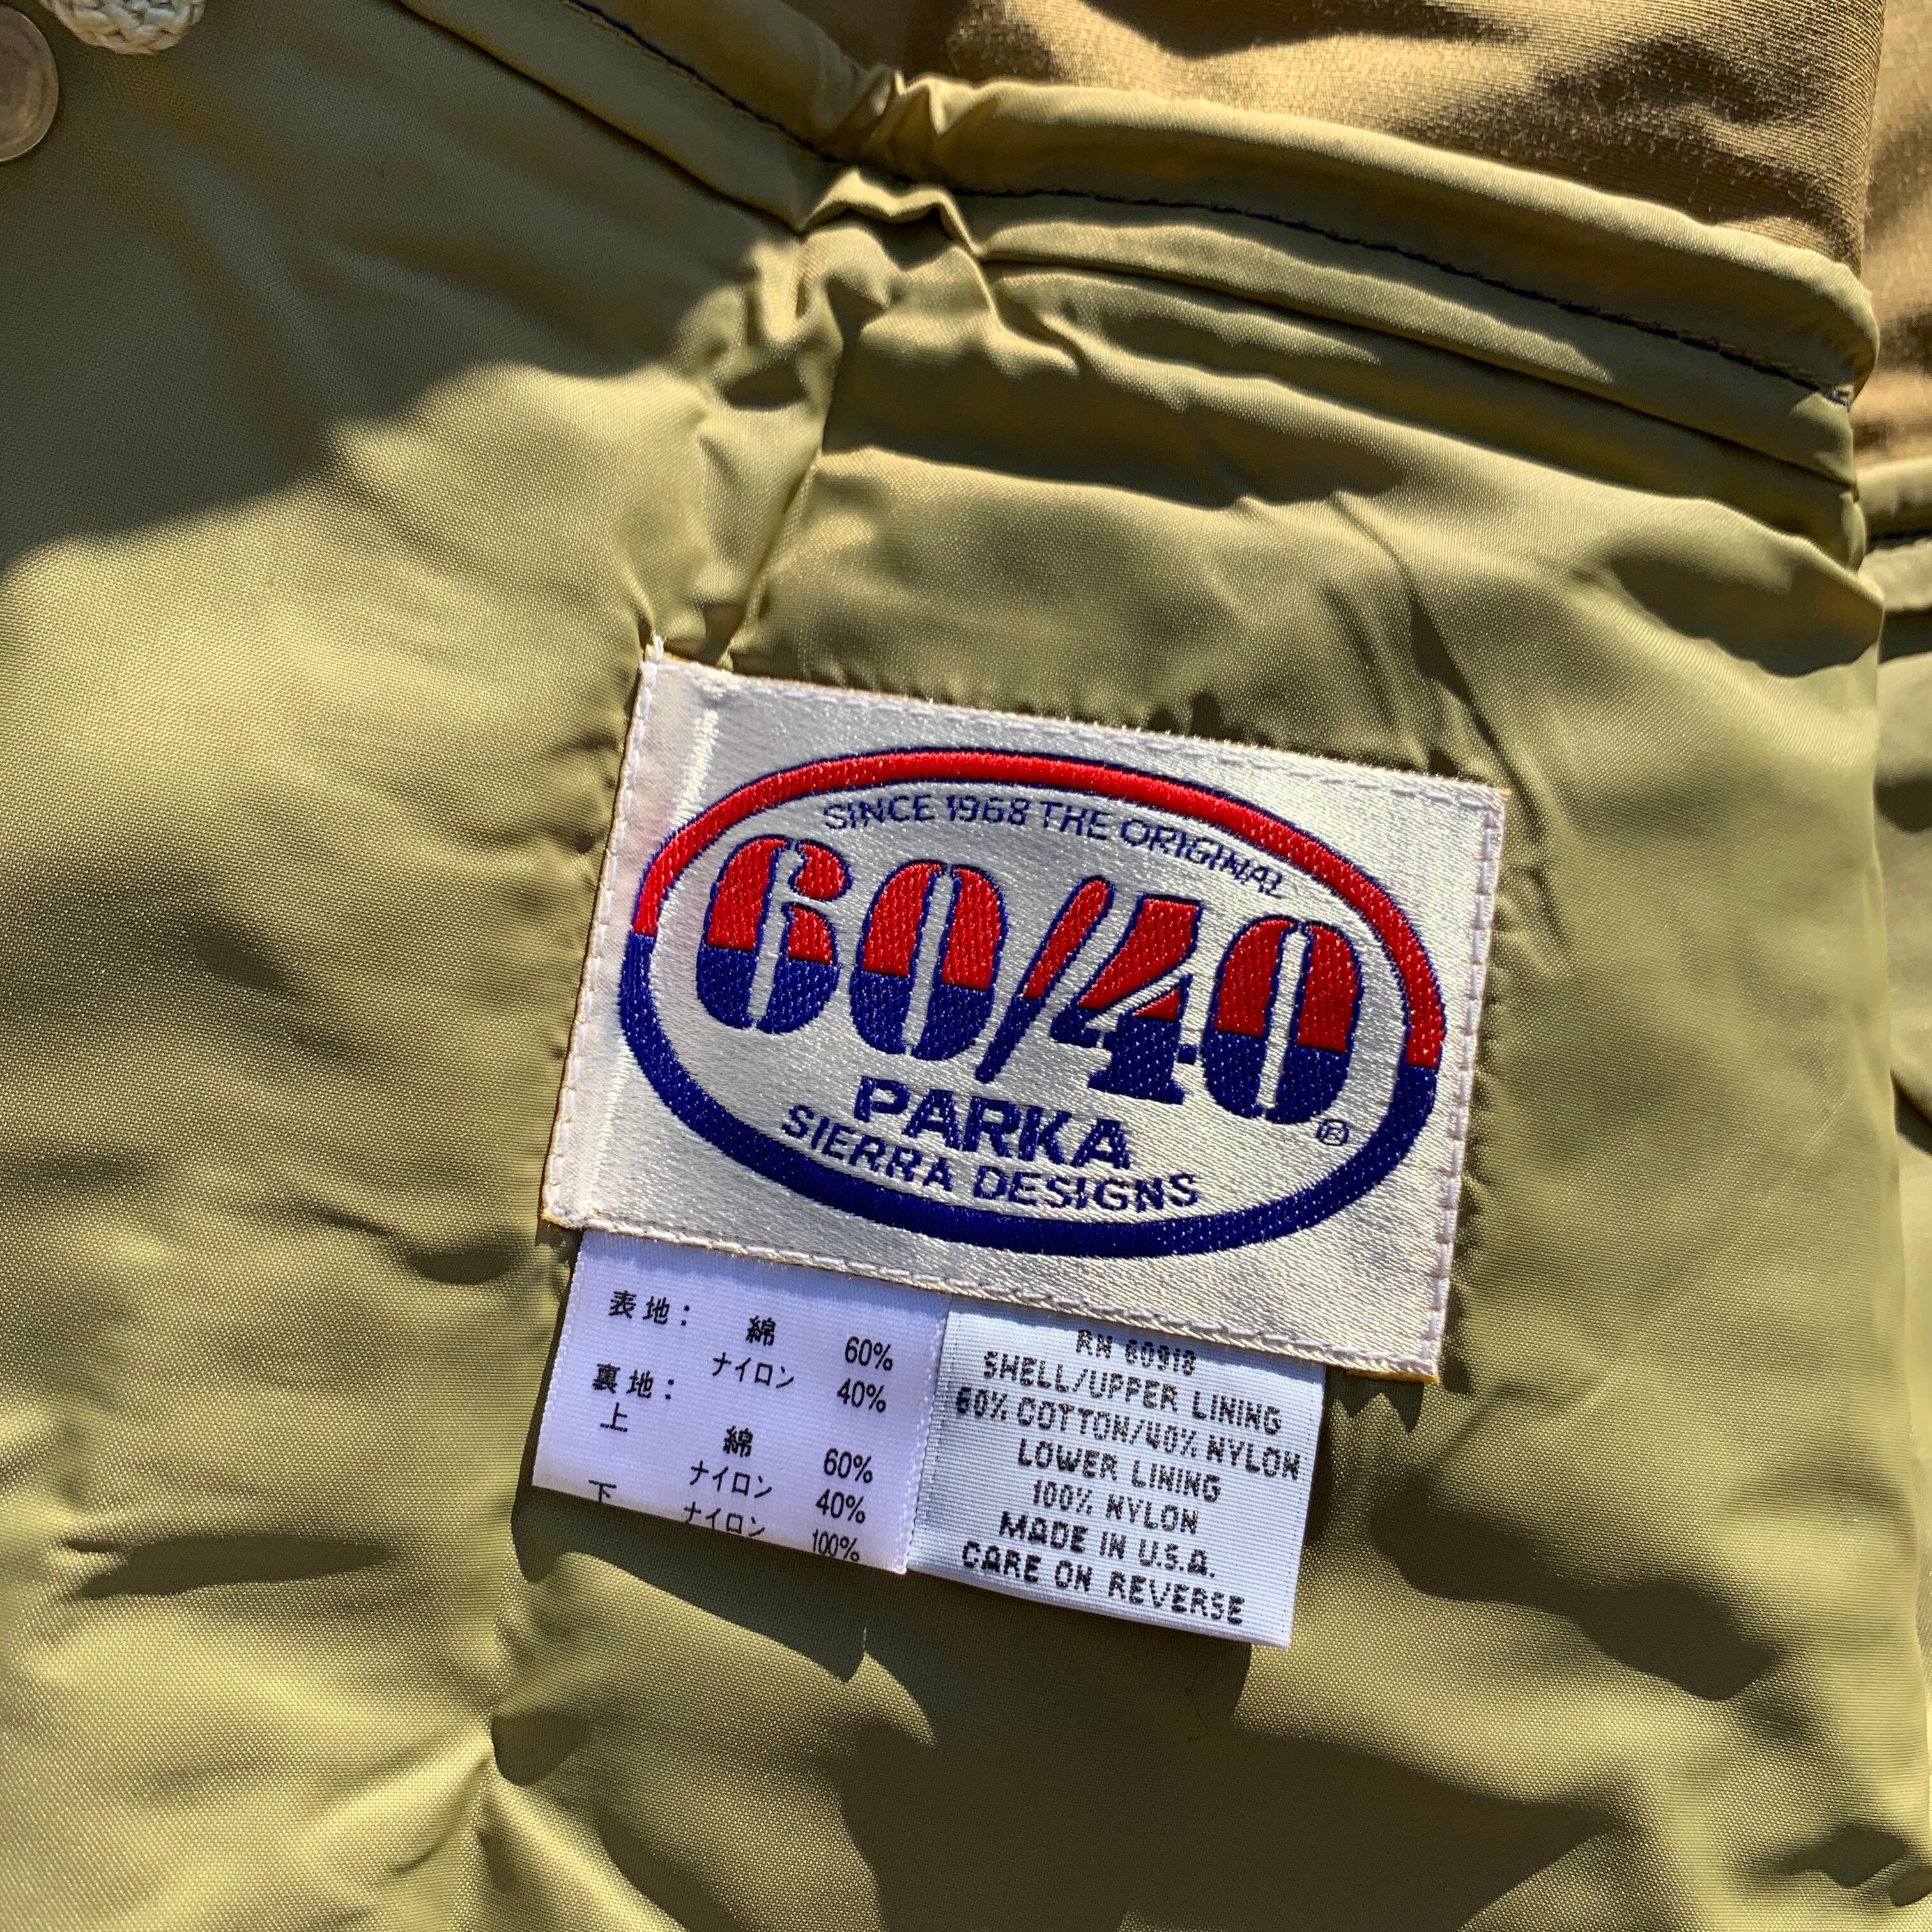 SINCE 1968 THE ORIGINAL
60/40®
PARKA
SIERRA DESIGNS
表地： 綿 60%
ナイロン 40%
裏地：
上 綿 60%
ナイロン 40%
下 ナイロン 100%
RN 60918
SHELL/UPPER LINING
60% COTTON/40% NYLON
LOWER LINING
100% NYLON
MADE IN U.S.A.
CARE ON REVERSE